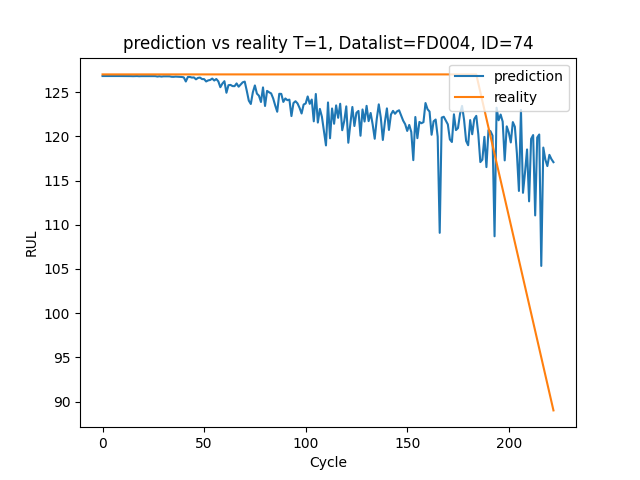 prediction vs reality T=1, Datalist=FD004, ID=74
prediction
reality
RUL
125
120
115
110
105
100
95
90
0
50
100
150
200
Cycle